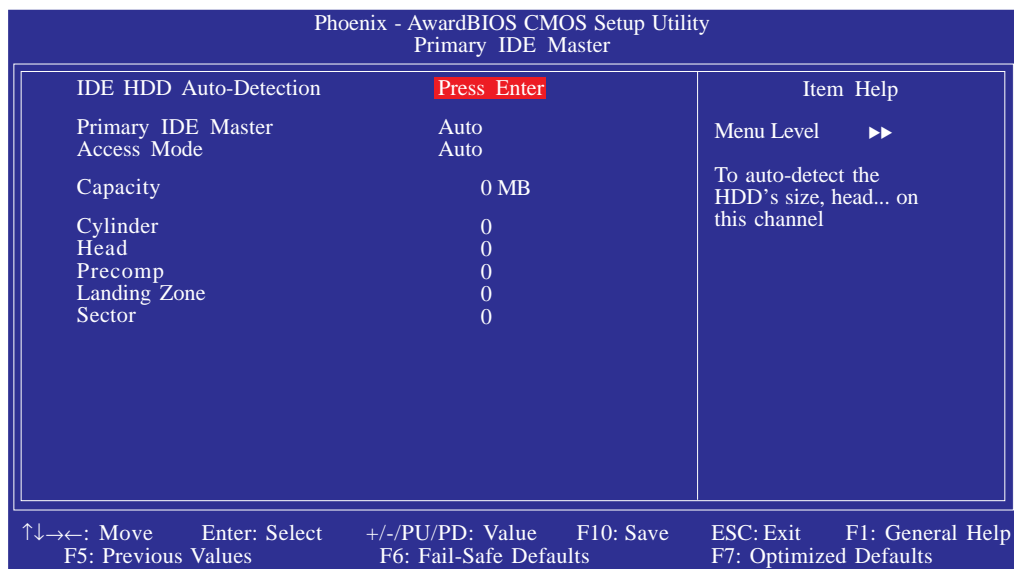 Phoenix - AwardBIOS CMOS Setup Utility
Primary IDE Master
IDE HDD Auto-Detection Press Enter
Primary IDE Master Auto
Access Mode Auto
Capacity 0 MB
Cylinder 0
Head 0
Precomp 0
Landing Zone 0
Sector 0
Item Help
Menu Level ▸▸
To auto-detect the
HDD's size, head... on
this channel
↑↓→←: Move Enter: Select +/-/PU/PD: Value F10: Save ESC: Exit F1: General Help
F5: Previous Values F6: Fail-Safe Defaults F7: Optimized Defaults